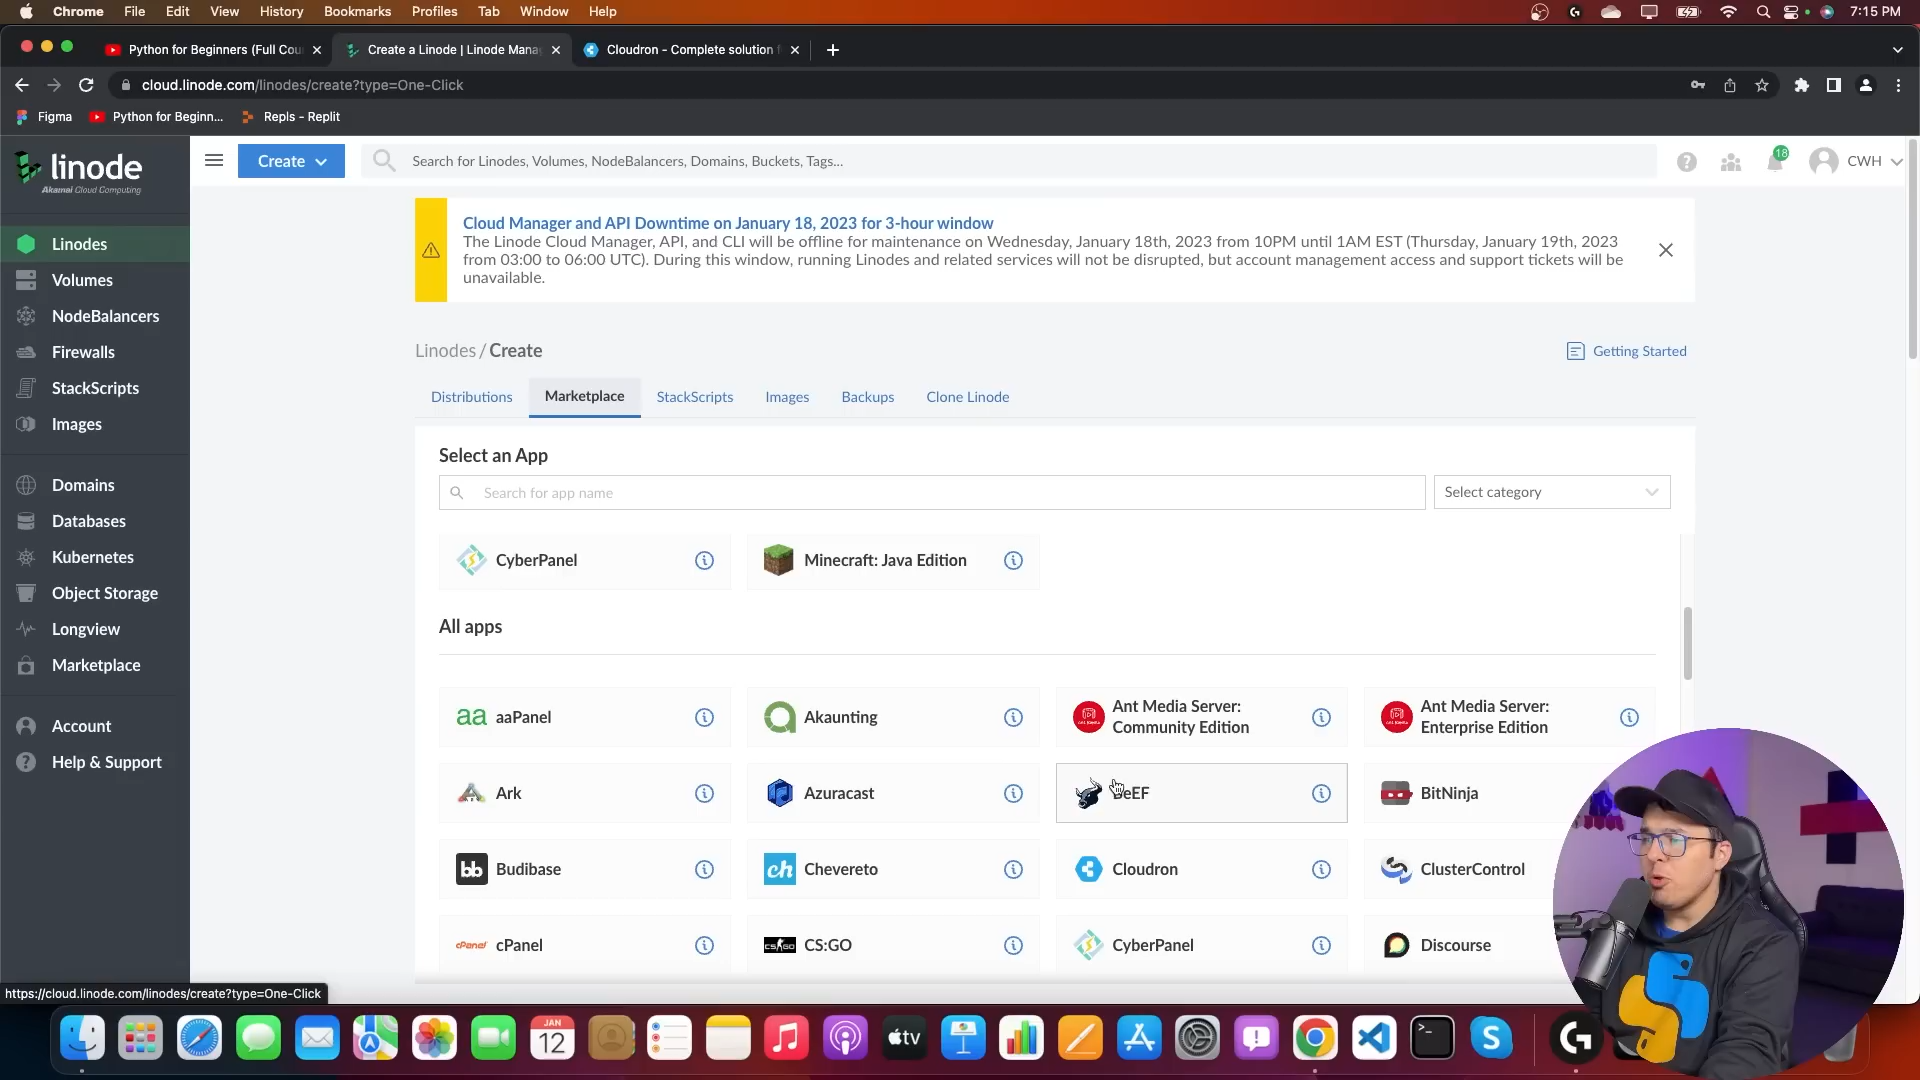 Chrome File Edit View History Bookmarks Profiles Tab Window Help 7:15 PM
Python for Beginners (Full Cou Create a Linode | Linode Mana Cloudron - Complete solution
cloud.linode.com/linodes/create?type=One-Click
Figma Python for Beginn... Repls - Replit
linode
Akamai Cloud Computing
Create Search for Linodes, Volumes, NodeBalancers, Domains, Buckets, Tags... 18 CWH
Linodes
Volumes
NodeBalancers
Firewalls
StackScripts
Images
Domains
Databases
Kubernetes
Object Storage
Longview
Marketplace
Account
Help & Support
Cloud Manager and API Downtime on January 18, 2023 for 3-hour window
The Linode Cloud Manager, API, and CLI will be offline for maintenance on Wednesday, January 18th, 2023 from 10PM until 1AM EST (Thursday, January 19th, 2023
from 03:00 to 06:00 UTC). During this window, running Linodes and related services will not be disrupted, but account management access and support tickets will be
unavailable.
Linodes / Create Getting Started
Distributions Marketplace StackScripts Images Backups Clone Linode
Select an App
Search for app name Select category
CyberPanel Minecraft: Java Edition
All apps
aa aaPanel Akaunting Ant Media Server: Community Edition Ant Media Server: Enterprise Edition
Ark Azuracast BeEF BitNinja
bb Budibase ch Chevereto Cloudron ClusterControl
cPanel cPanel CS:GO CS:GO CyberPanel Discourse
https://cloud.linode.com/linodes/create?type=One-Click
JAN
12
tv